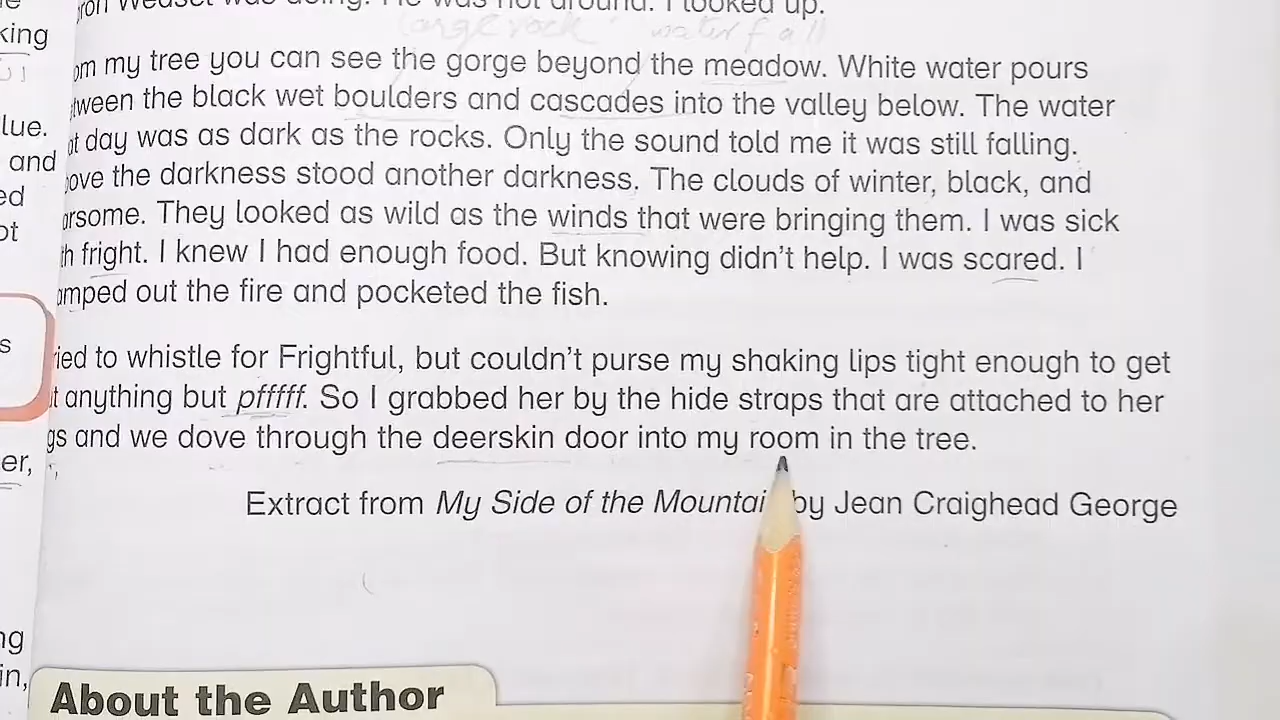 Weasel was doing. He was not around. I looked up.
large rock waterfall
om my tree you can see the gorge beyond the meadow. White water pours
tween the black wet boulders and cascades into the valley below. The water
at day was as dark as the rocks. Only the sound told me it was still falling.
ove the darkness stood another darkness. The clouds of winter, black, and
arsome. They looked as wild as the winds that were bringing them. I was sick
th fright. I knew I had enough food. But knowing didn't help. I was scared. I
amped out the fire and pocketed the fish.
ried to whistle for Frightful, but couldn't purse my shaking lips tight enough to get
t anything but pfffff. So I grabbed her by the hide straps that are attached to her
gs and we dove through the deerskin door into my room in the tree.
Extract from My Side of the Mountai by Jean Craighead George
About the Author
king
lue.
and
ed
ot
s
er,
ng
in,